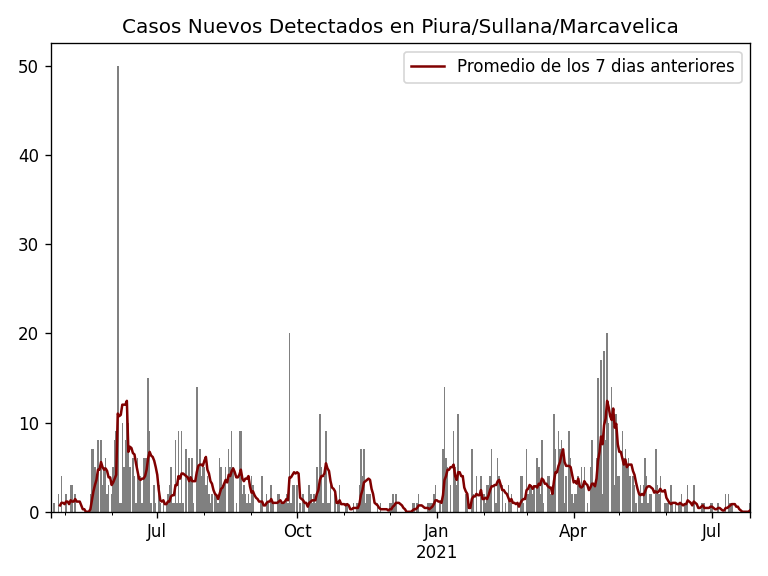 Casos Nuevos Detectados en Piura/Sullana/Marcavelica
Promedio de los 7 dias anteriores
50
40
30
20
10
0
Jul
Oct
Jan
2021
Apr
Jul